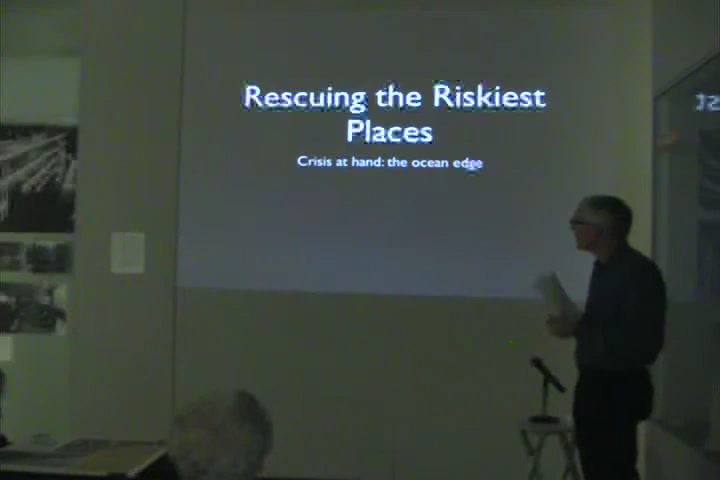 Rescuing the Riskiest
Places
Crisis at hand: the ocean edge